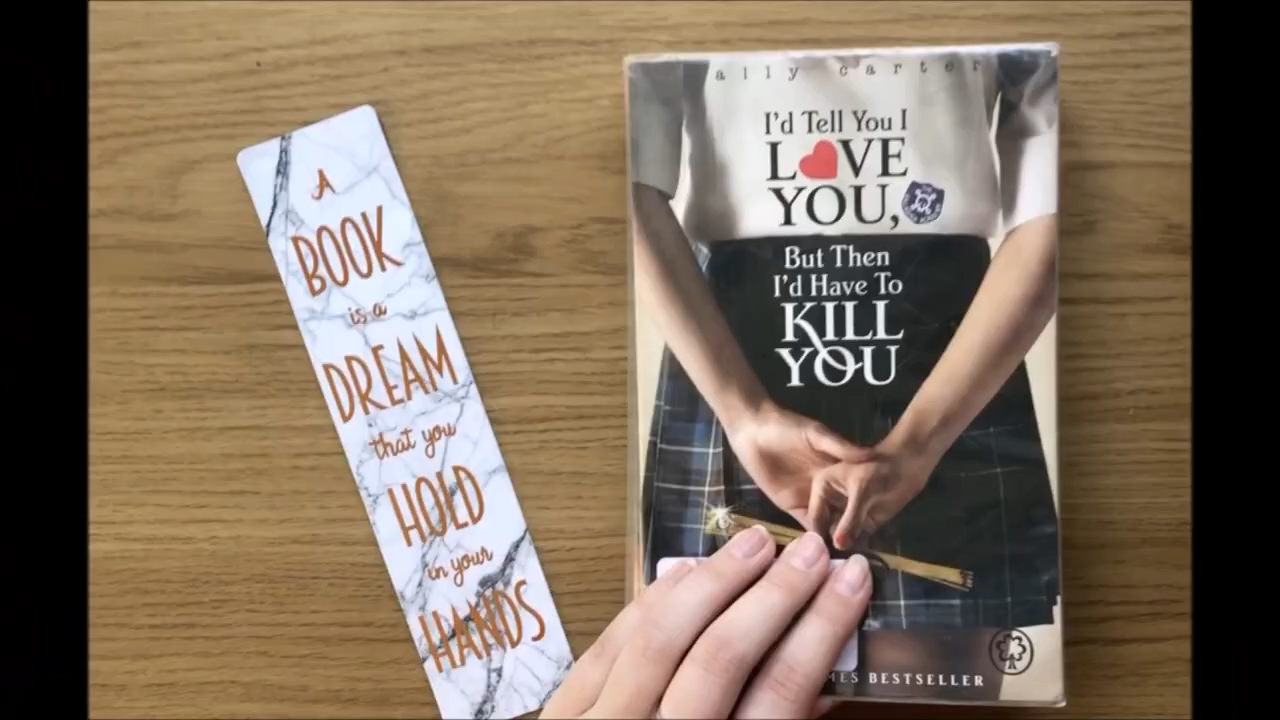 A
BOOK
is a
DREAM
that you
HOLD
in your
HANDS
ally carter
I'd Tell You I
LOVE
YOU,
But Then
I'd Have To
KILL
YOU
BESTSELLER